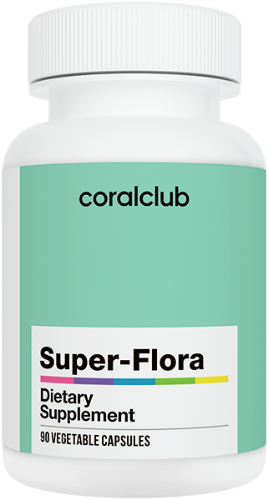 coralclub
Super-Flora
Dietary
Supplement
90 VEGETABLE CAPSULES